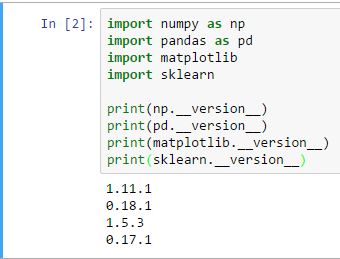 In [2]: import numpy as np
import pandas as pd
import matplotlib
import sklearn
print(np.__version__)
print(pd.__version__)
print(matplotlib.__version__)
print(sklearn.__version__)
1.11.1
0.18.1
1.5.3
0.17.1